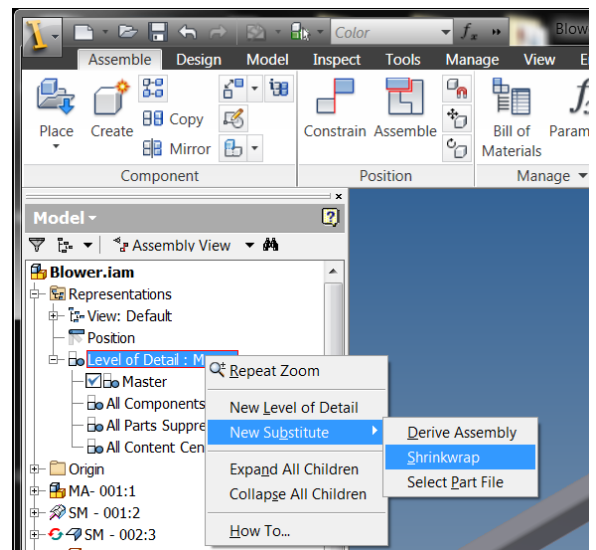 Color
Blowe
Assemble Design Model Inspect Tools Manage View E
Place
Create
Copy
Mirror
Constrain Assemble
Bill of Materials
Param
Component
Position
Manage
Model
Assembly View
Blower.iam
Representations
View: Default
Position
Level of Detail : M
Master
All Components
All Parts Suppre
All Content Cen
Origin
MA- 001:1
SM - 001:2
SM - 002:3
Repeat Zoom
New Level of Detail
New Substitute
Expand All Children
Collapse All Children
How To...
Derive Assembly
Shrinkwrap
Select Part File